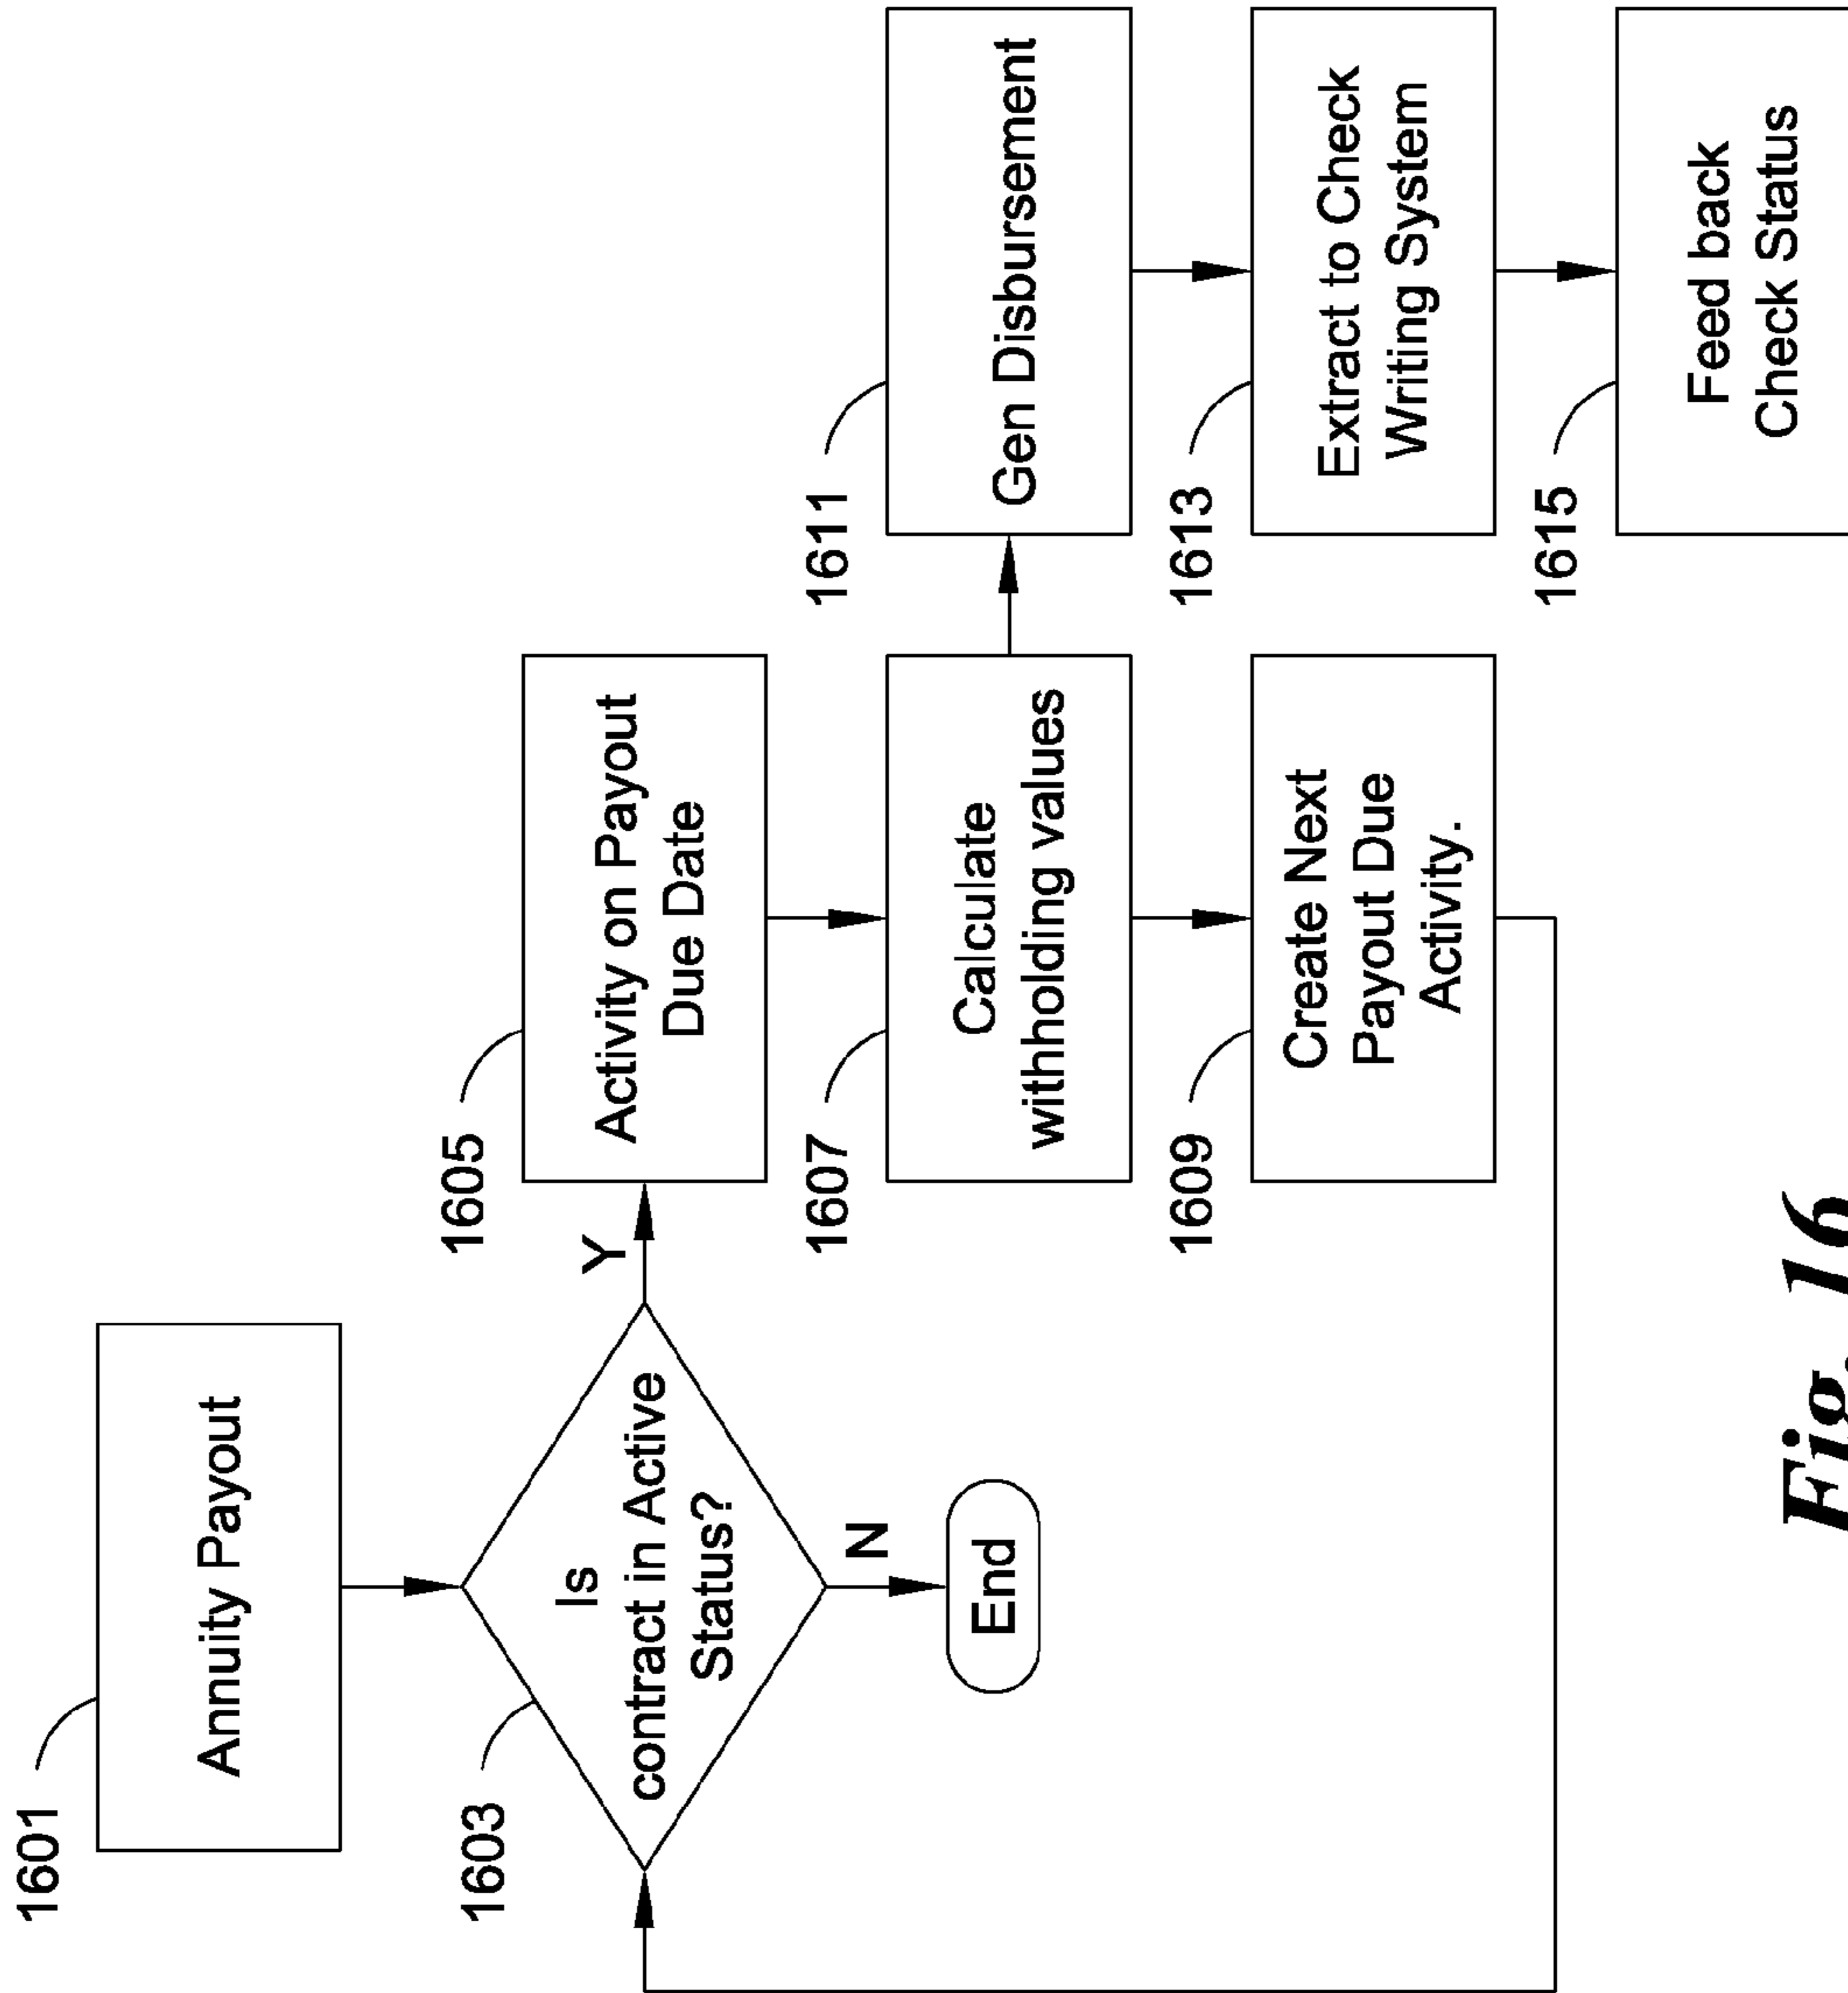 1601
Annuity Payout
1603
Is
contract in Active
Status?
Y
N
End
1605
Activity on Payout
Due Date
1607
Calculate
withholding values
1609
Create Next
Payout Due
Activity.
1611
Gen Disbursement
1613
Extract to Check
Writing System
1615
Feed back
Check Status
Fig. 16